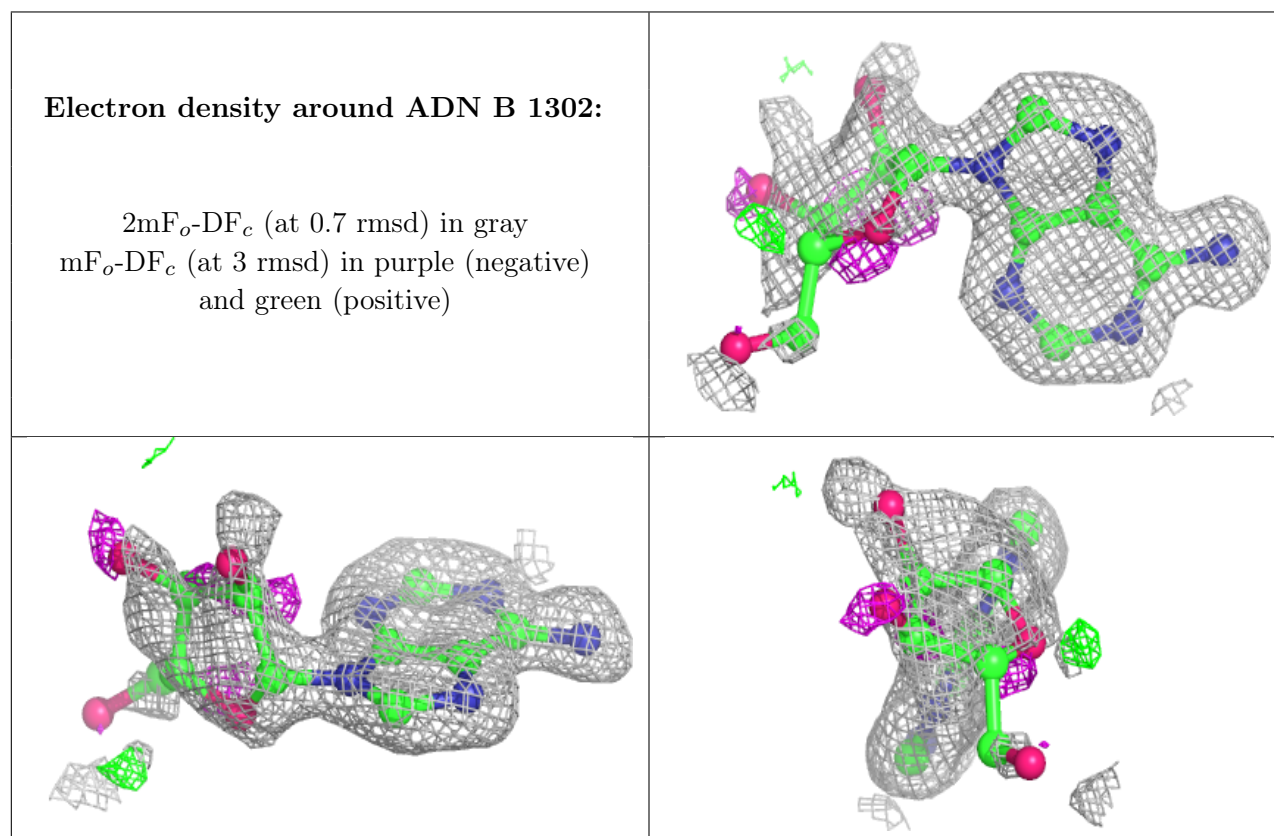 Electron density around ADN B 1302:
2mFo-DFc (at 0.7 rmsd) in gray
mFo-DFc (at 3 rmsd) in purple (negative)
and green (positive)